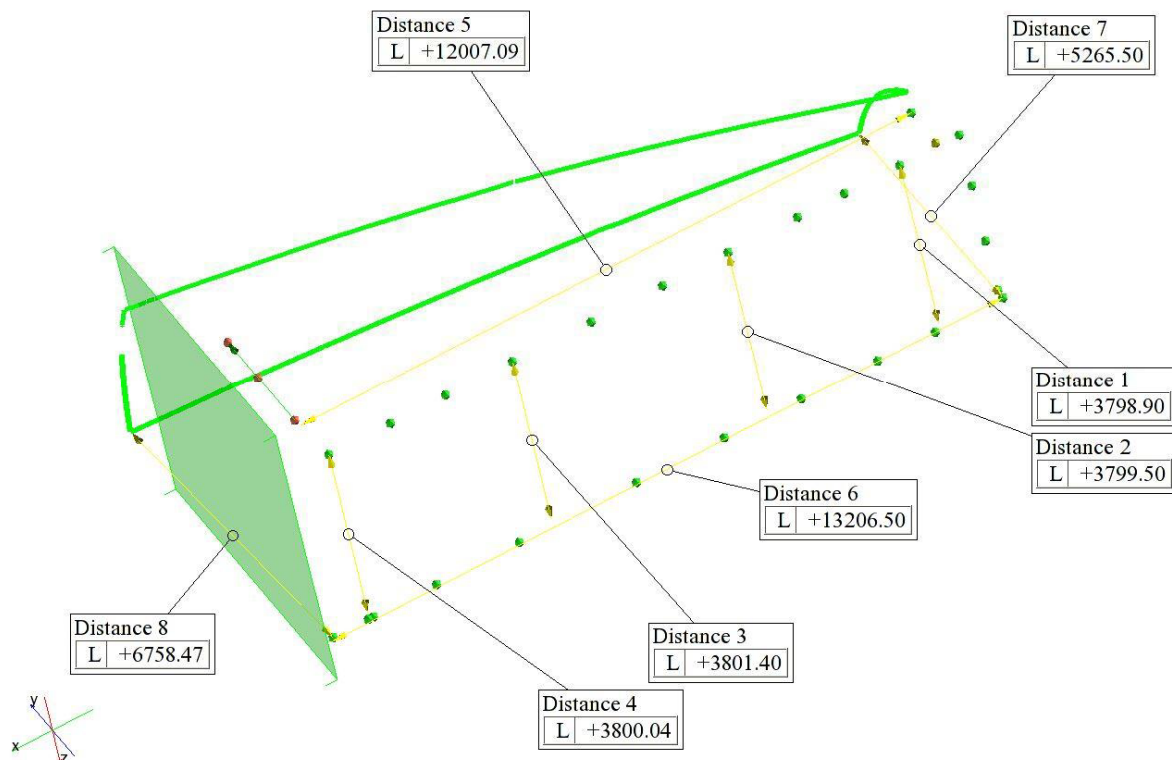 Distance 5
L +12007.09
Distance 7
L +5265.50
Distance 1
L +3798.90
Distance 2
L +3799.50
Distance 6
L +13206.50
Distance 8
L +6758.47
Distance 3
L +3801.40
Distance 4
L +3800.04
y
x
z